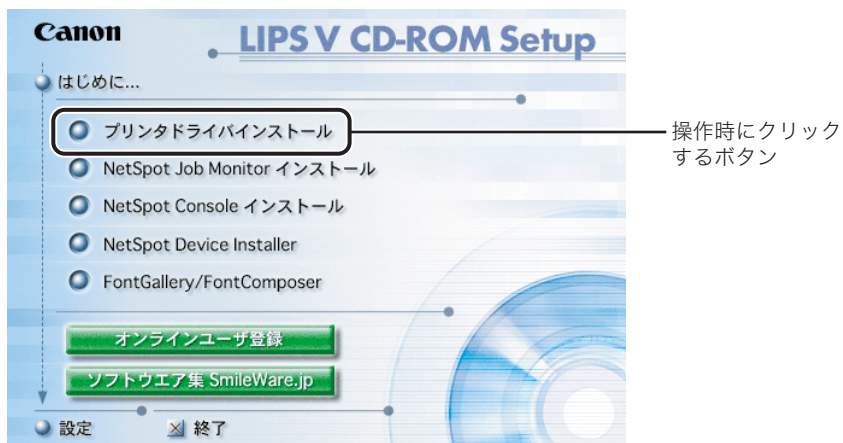 Canon
LIPS V CD-ROM Setup
はじめに...
プリンタドライバインストール
操作時にクリック
するボタン
NetSpot Job Monitor インストール
NetSpot Console インストール
NetSpot Device Installer
FontGallery/FontComposer
オンラインユーザ登録
ソフトウエア集 SmileWare.jp
設定
終了